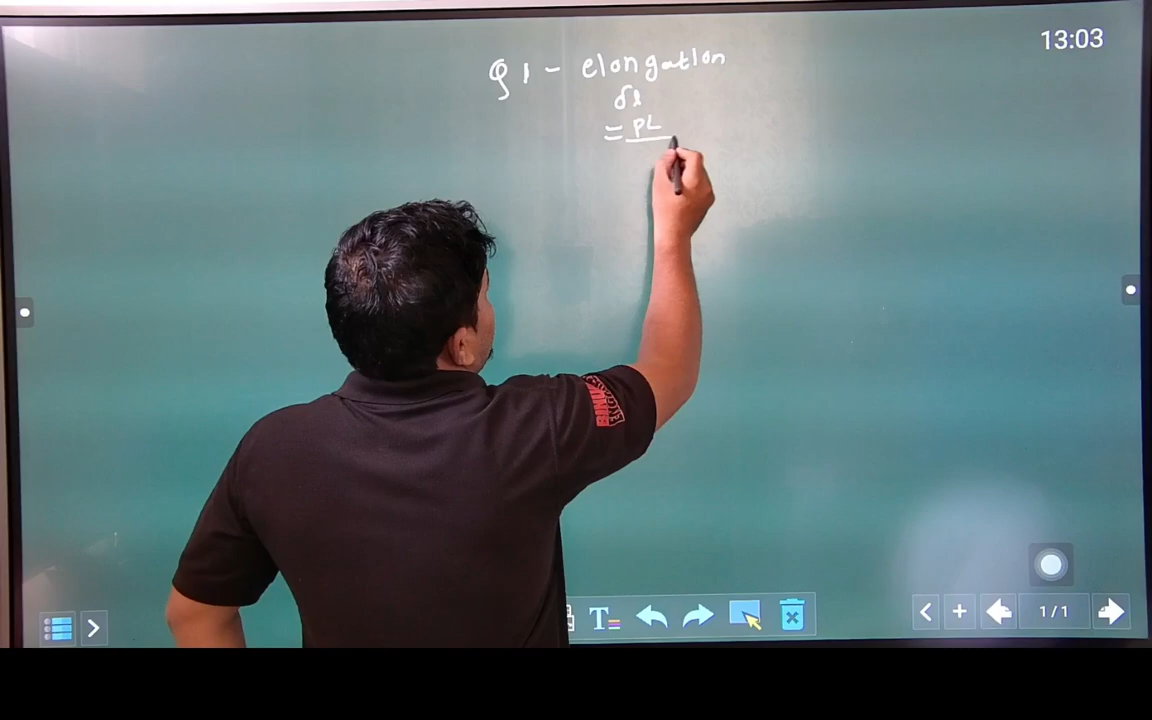 13:03
Q1 - elongation
δl
= PL
1/1